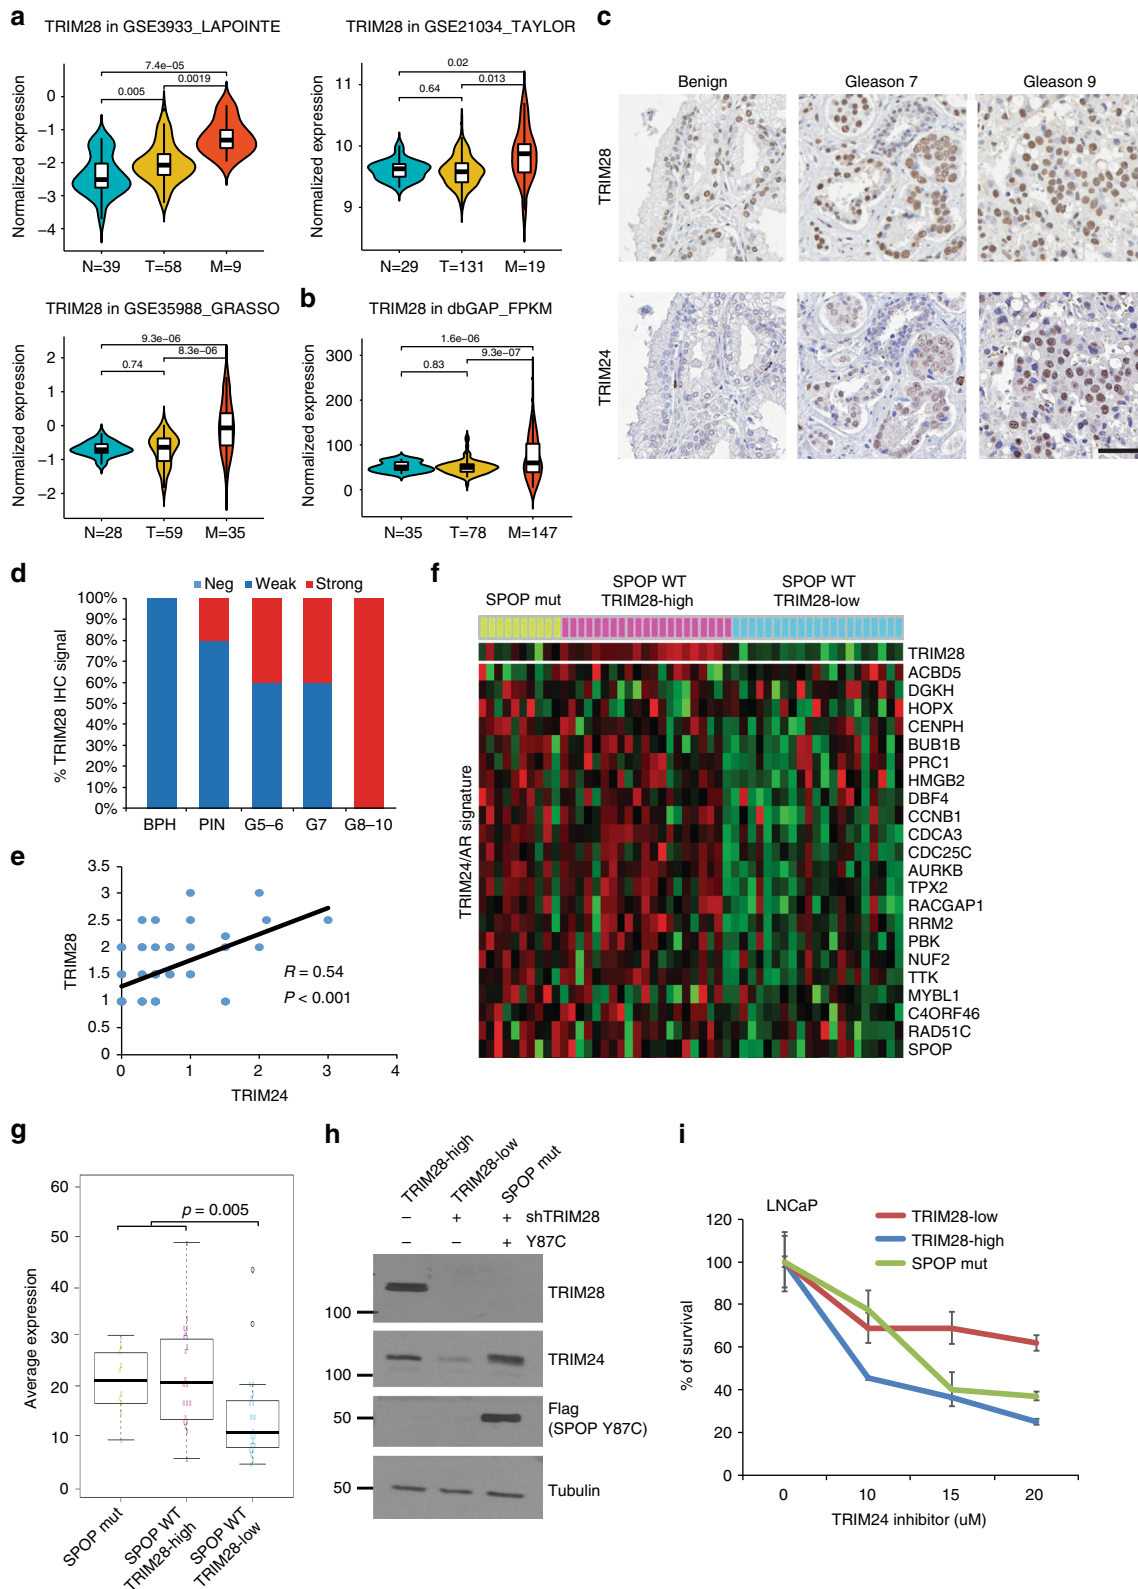 a
TRIM28 in GSE3933_LAPOINTE
Normalized expression
7.4e−05
0.005
0.0019
0
−1
−2
−3
−4
N=39 T=58 M=9
TRIM28 in GSE21034_TAYLOR
Normalized expression
0.02
0.64
0.013
11
10
9
N=29 T=131 M=19
TRIM28 in GSE35988_GRASSO
Normalized expression
9.3e−06
0.74
8.3e−06
2
1
0
−1
−2
N=28 T=59 M=35
b
TRIM28 in dbGAP_FPKM
Normalized expression
1.6e−06
0.83
9.3e−07
300
200
100
0
N=35 T=78 M=147
c
Benign Gleason 7 Gleason 9
TRIM28
TRIM24
d
Neg Weak Strong
% TRIM28 IHC signal
100%
90%
80%
70%
60%
50%
40%
30%
20%
10%
0%
BPH PIN G5–6 G7 G8–10
e
TRIM28
3.5
3
2.5
2
1.5
1
0.5
0
R = 0.54
P < 0.001
0 1 2 3 4
TRIM24
f
SPOP mut
SPOP WT
TRIM28-high
SPOP WT
TRIM28-low
TRIM24/AR signature
TRIM28
ACBD5
DGKH
HOPX
CENPH
BUB1B
PRC1
HMGB2
DBF4
CCNB1
CDCA3
CDC25C
AURKB
TPX2
RACGAP1
RRM2
PBK
NUF2
TTK
MYBL1
C4ORF46
RAD51C
SPOP
g
Average expression
60
50
40
30
20
10
0
p = 0.005
SPOP mut
SPOP WT
TRIM28-high
SPOP WT
TRIM28-low
h
TRIM28-high
TRIM28-low
SPOP mut
− + + shTRIM28
− − + Y87C
100
TRIM28
100
TRIM24
50
Flag
(SPOP Y87C)
50
Tubulin
i
LNCaP
TRIM28-low
TRIM28-high
SPOP mut
% of survival
120
100
80
60
40
20
0
0 10 15 20
TRIM24 inhibitor (uM)